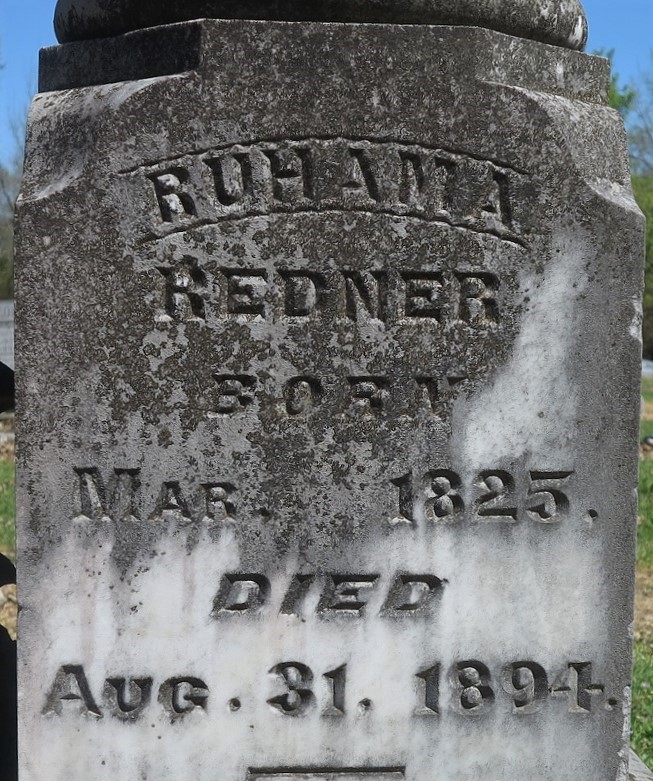 RUHAMA
REDNER
BORN
MAR. 1825.
DIED
AUG. 31. 1894.